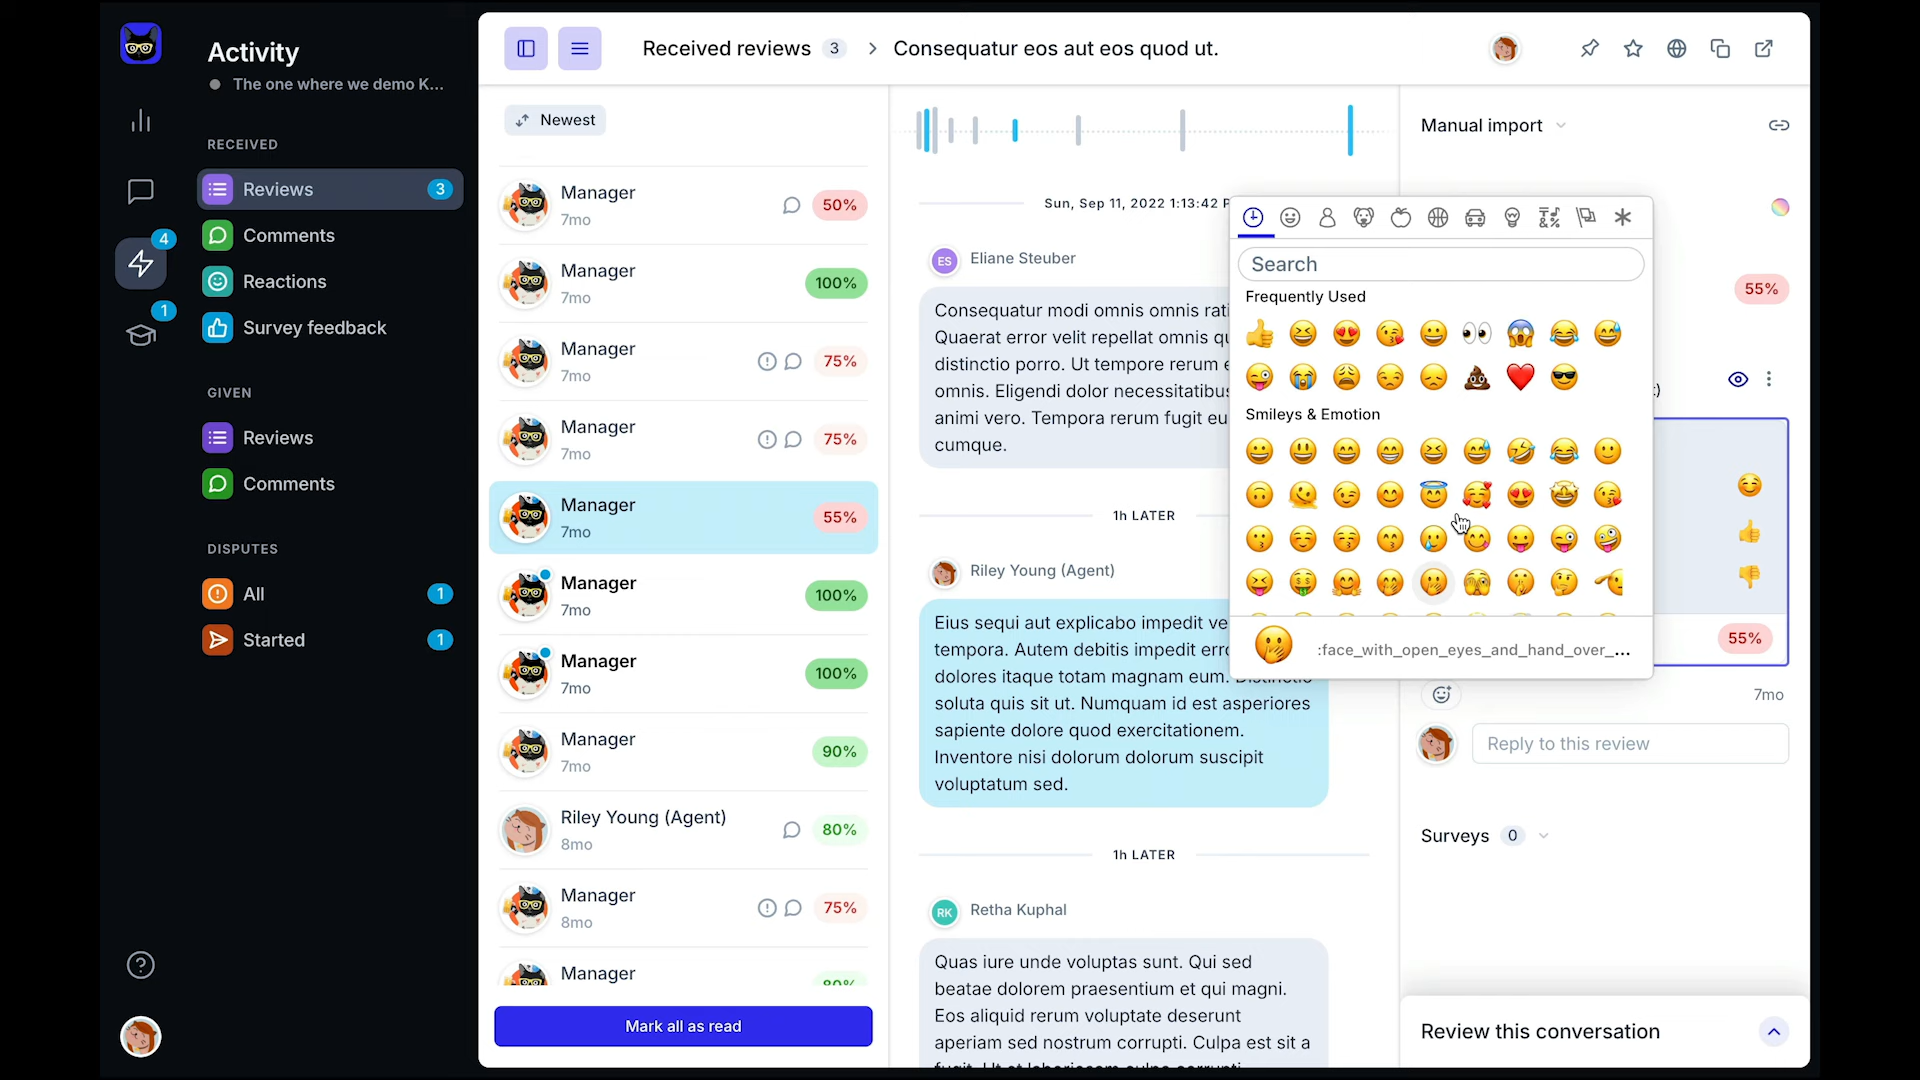 Activity
The one where we demo K...
RECEIVED
Reviews 3
Comments
4
Reactions
1
Survey feedback
GIVEN
Reviews
Comments
DISPUTES
All 1
Started 1
Received reviews 3 > Consequatur eos aut eos quod ut.
Newest
Manager
7mo
50%
Manager
7mo
100%
Manager
7mo
75%
Manager
7mo
75%
Manager
7mo
55%
Manager
7mo
100%
Manager
7mo
100%
Manager
7mo
90%
Riley Young (Agent)
8mo
80%
Manager
8mo
75%
Manager
80%
Mark all as read
Sun, Sep 11, 2022 1:13:42 P
ES
Eliane Steuber
Consequatur modi omnis omnis rati
Quaerat error velit repellat omnis qu
distinctio porro. Ut tempore rerum e
omnis. Eligendi dolor necessitatibus
animi vero. Tempora rerum fugit eu
cumque.
1h LATER
Riley Young (Agent)
Eius sequi aut explicabo impedit ve
tempora. Autem debitis impedit erro
dolores itaque totam magnam eum. Distinctio
soluta quis sit ut. Numquam id est asperiores
sapiente dolore quod exercitationem.
Inventore nisi dolorum dolorum suscipit
voluptatum sed.
1h LATER
RK
Retha Kuphal
Quas iure unde voluptas sunt. Qui sed
beatae dolorem praesentium et qui magni.
Eos aliquid rerum voluptate deserunt
aperiam sed nostrum corrupti. Culpa est sit a
Manual import
Search
Frequently Used
Smileys & Emotion
:face_with_open_eyes_and_hand_over_...
55%
55%
7mo
Reply to this review
Surveys 0
Review this conversation